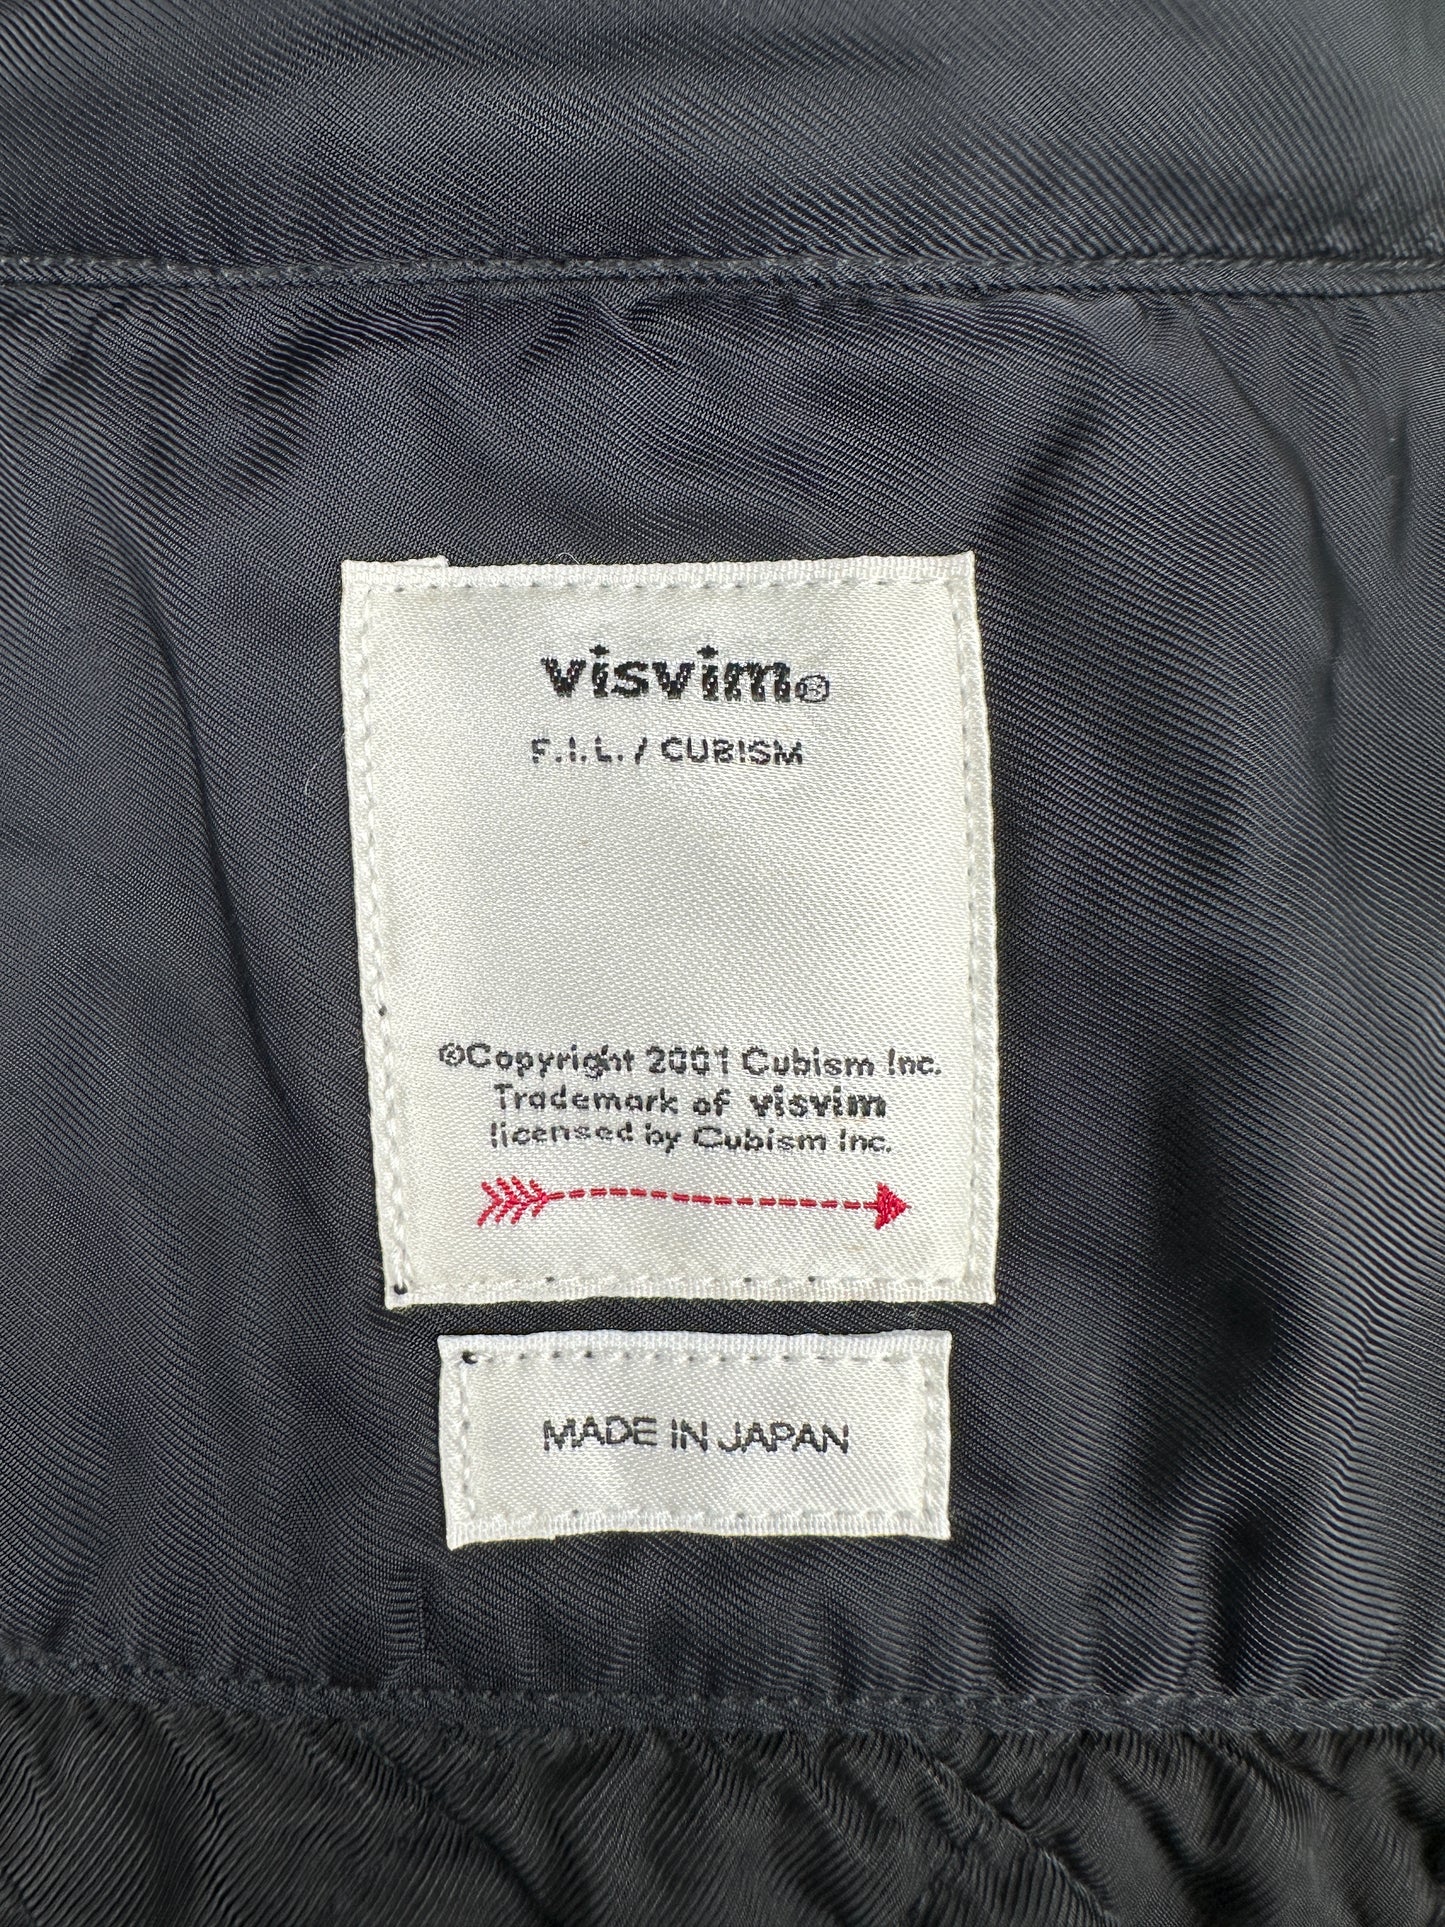 visvim®
F.I.L. / CUBISM
©Copyright 2001 Cubism Inc.
Trademark of visvim
licensed by Cubism Inc.
MADE IN JAPAN